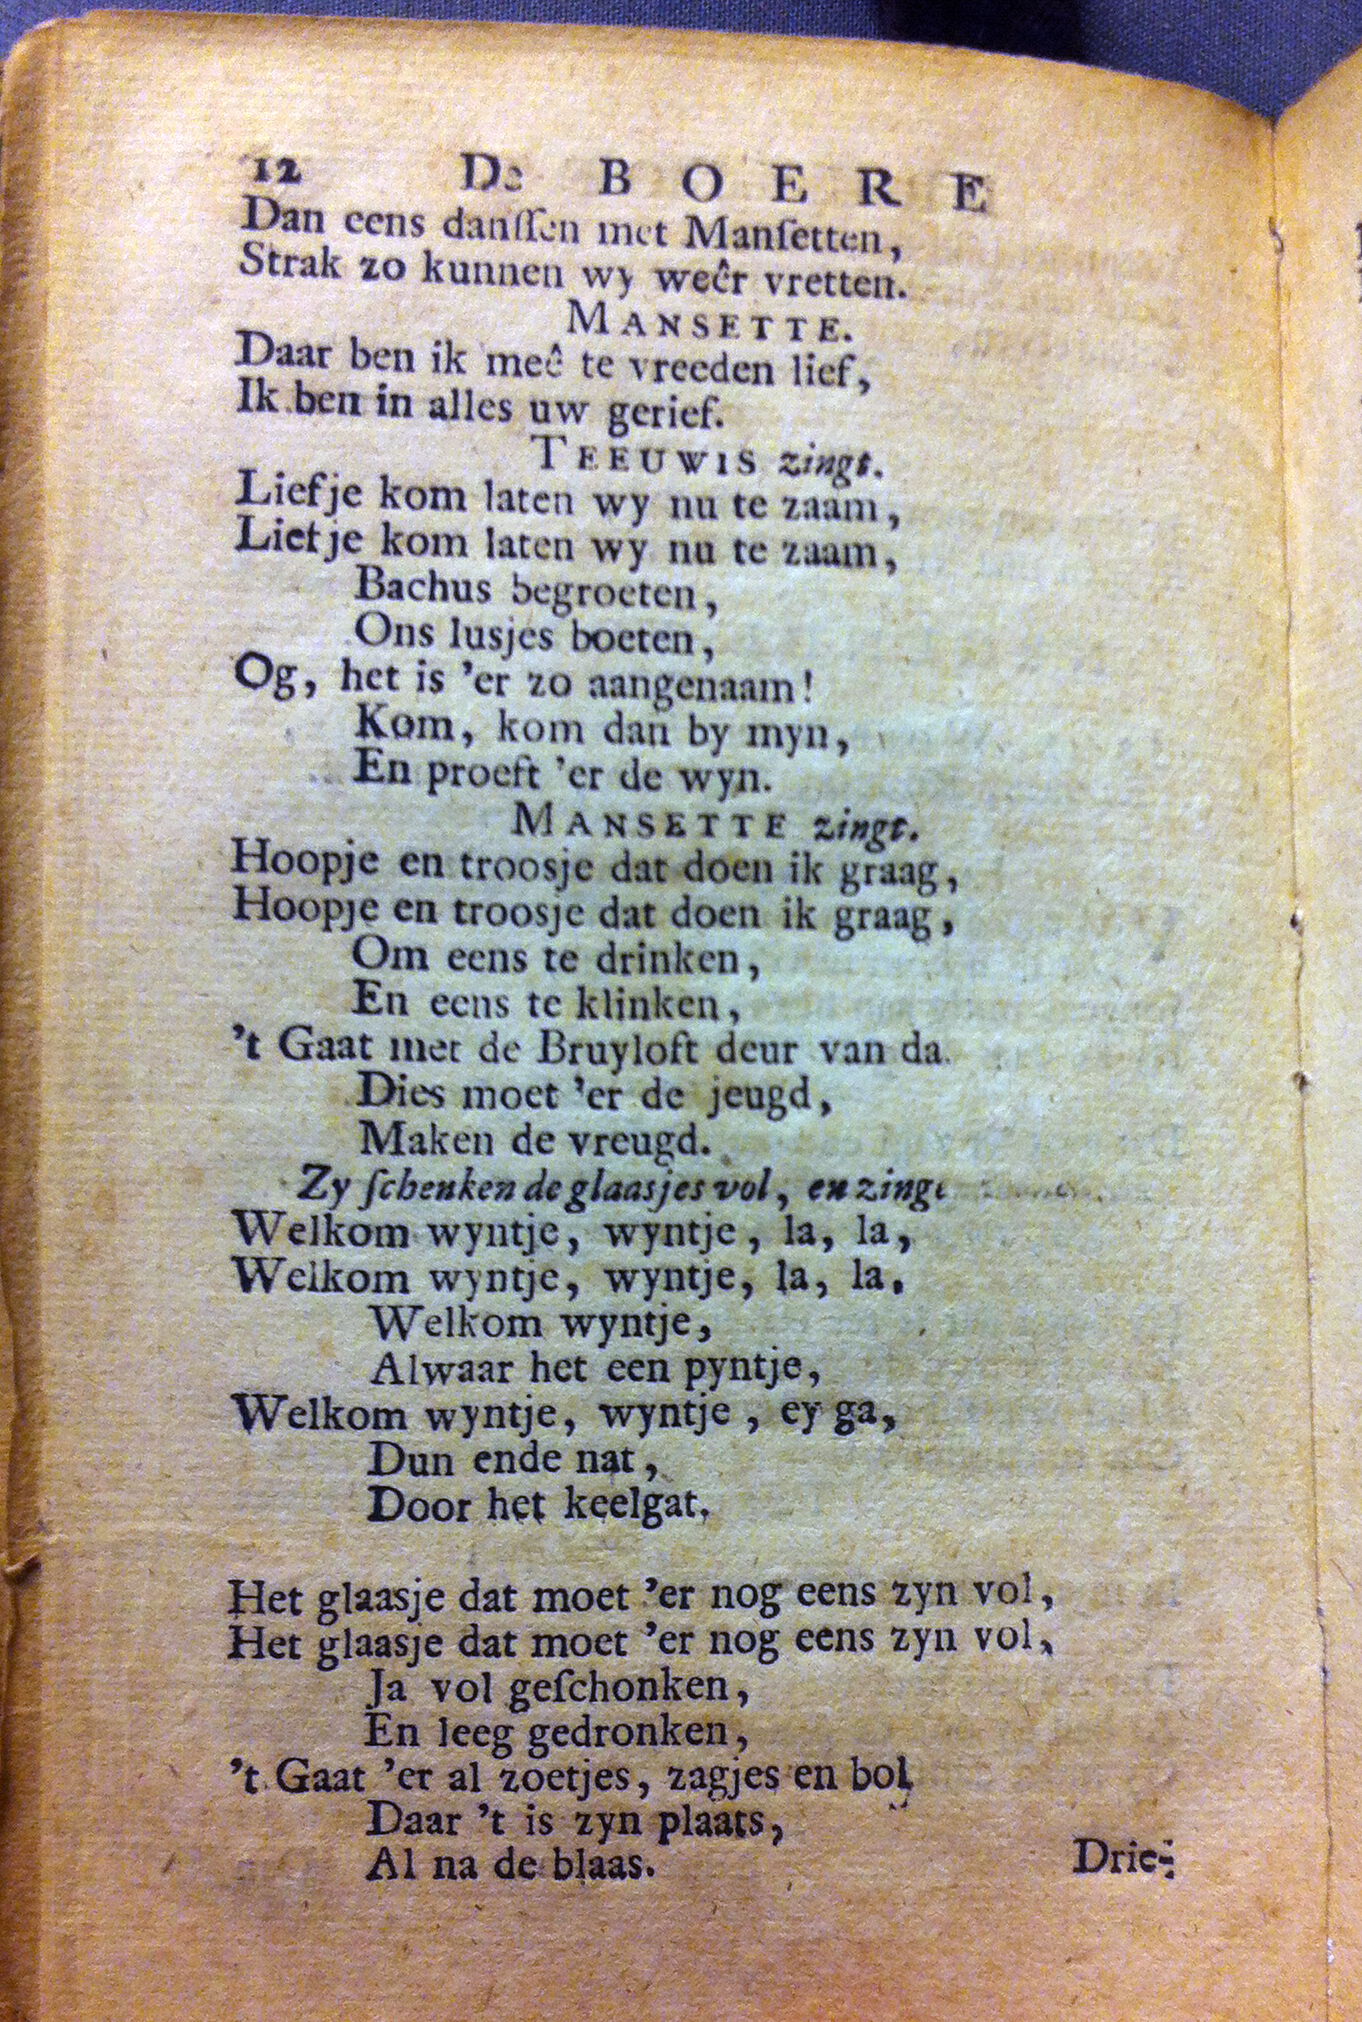 12 De BOERE
Dan eens danſſen met Manſetten,
Strak zo kunnen wy weêr vretten.
MANSETTE.
Daar ben ik meê te vreeden lief,
Ik ben in alles uw gerief.
TEEUWIS zingt.
Liefje kom laten wy nu te zaam,
Liefje kom laten wy nu te zaam,
Bachus begroeten,
Ons lusjes boeten,
Og, het is 'er zo aangenaam!
Kom, kom dan by myn,
En proeft 'er de wyn.
MANSETTE zingt.
Hoopje en troosje dat doen ik graag,
Hoopje en troosje dat doen ik graag,
Om eens te drinken,
En eens te klinken,
't Gaat met de Bruyloft deur van da
Dies moet 'er de jeugd,
Maken de vreugd.
Zy ſchenken de glaasjes vol, en zingt
Welkom wyntje, wyntje, la, la,
Welkom wyntje, wyntje, la, la,
Welkom wyntje,
Alwaar het een pyntje,
Welkom wyntje, wyntje, ey ga,
Dun ende nat,
Door het keelgat.
Het glaasje dat moet 'er nog eens zyn vol,
Het glaasje dat moet 'er nog eens zyn vol,
Ja vol geſchonken,
En leeg gedronken,
't Gaat 'er al zoetjes, zagjes en bol
Daar 't is zyn plaats,
Al na de blaas.
Drie-